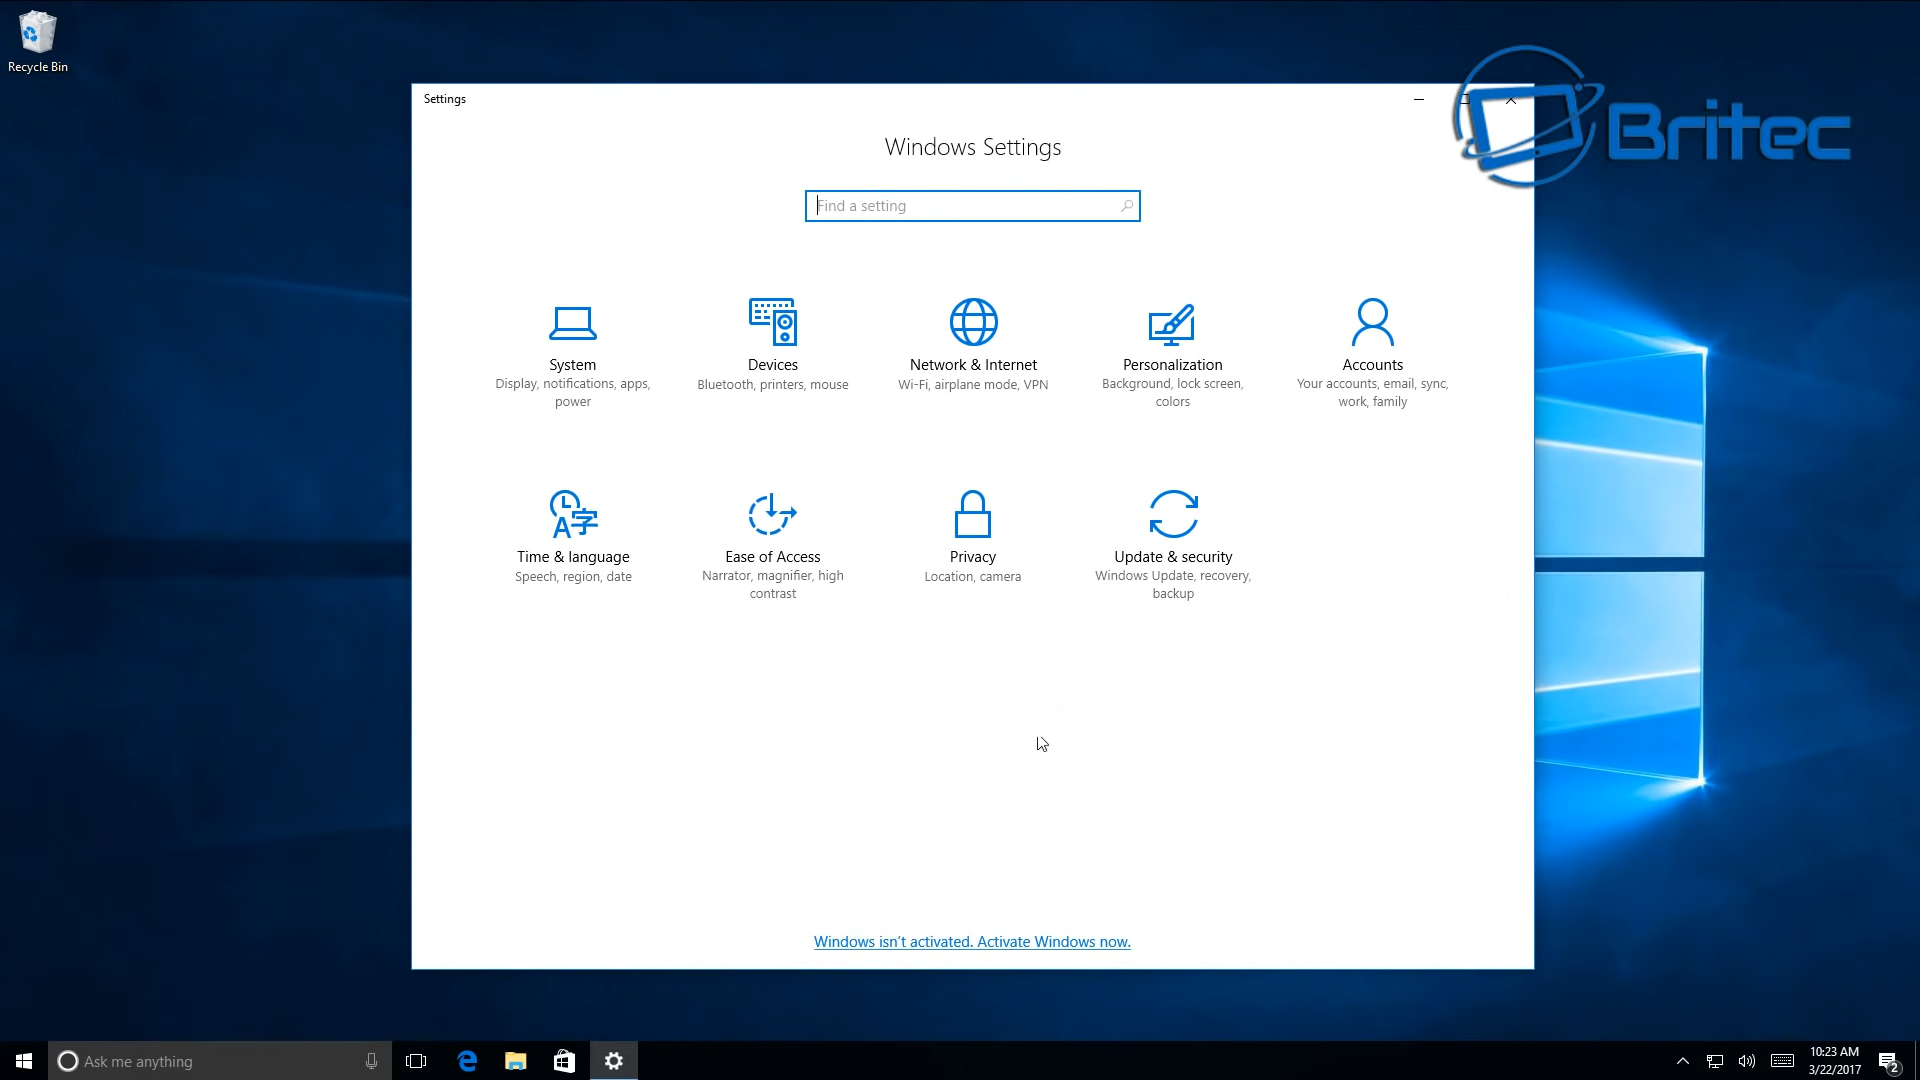 Recycle Bin
Settings
Britec
Windows Settings
Find a setting
System
Display, notifications, apps,
power
Devices
Bluetooth, printers, mouse
Network & Internet
Wi-Fi, airplane mode, VPN
Personalization
Background, lock screen,
colors
Accounts
Your accounts, email, sync,
work, family
Time & language
Speech, region, date
Ease of Access
Narrator, magnifier, high
contrast
Privacy
Location, camera
Update & security
Windows Update, recovery,
backup
Windows isn't activated. Activate Windows now.
Ask me anything
10:23 AM
3/22/2017
2